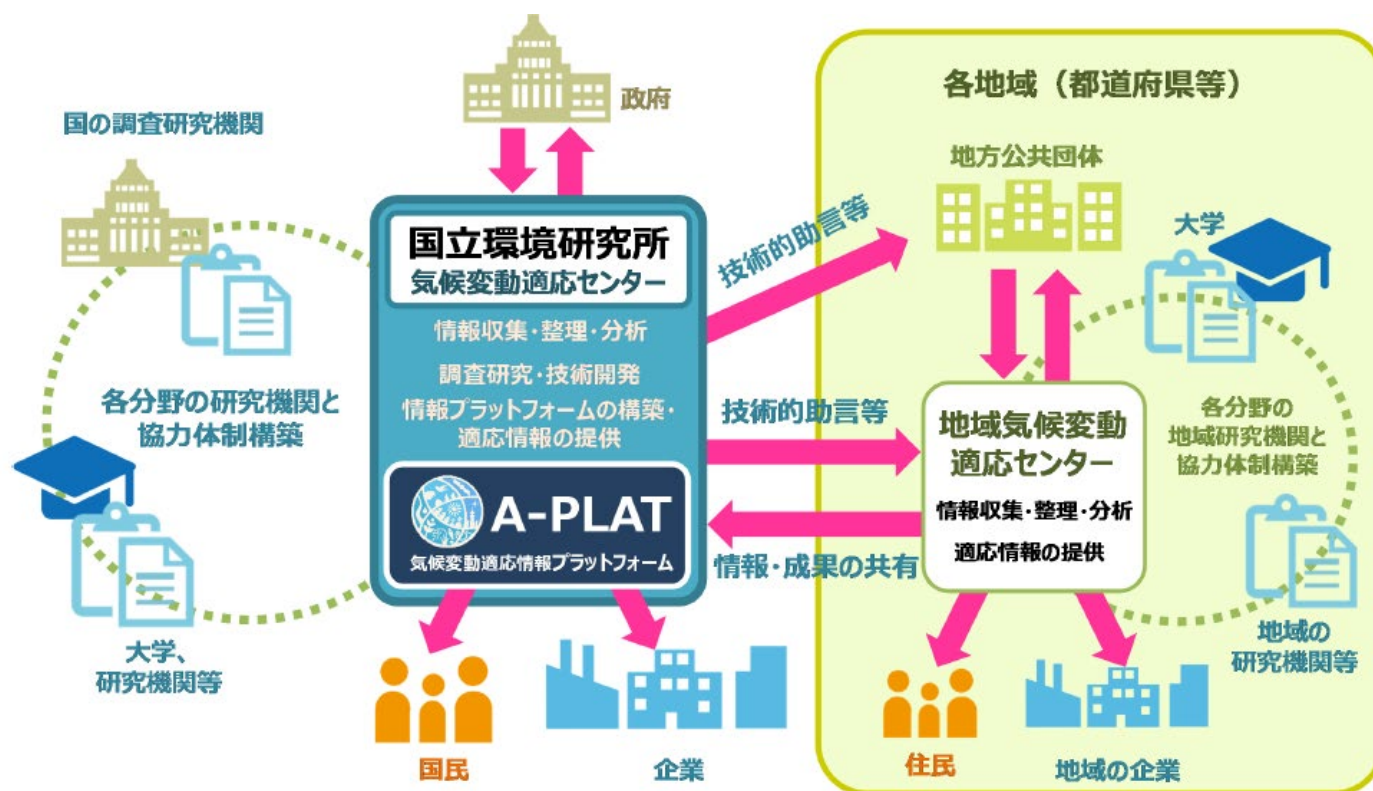 政府
国の調査研究機関
国立環境研究所
気候変動適応センター
情報収集・整理・分析
調査研究・技術開発
情報プラットフォームの構築・
適応情報の提供
A-PLAT
気候変動適応情報プラットフォーム
各分野の研究機関と
協力体制構築
大学、
研究機関等
国民
企業
技術的助言等
技術的助言等
情報・成果の共有
各地域（都道府県等）
地方公共団体
大学
地域気候変動
適応センター
情報収集・整理・分析
適応情報の提供
各分野の
地域研究機関と
協力体制構築
地域の
研究機関等
住民
地域の企業